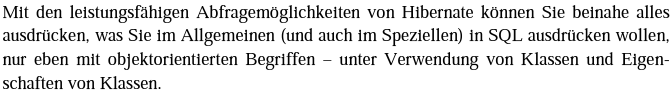 Mit den leistungsfähigen Abfragemöglichkeiten von Hibernate können Sie beinahe alles
ausdrücken, was Sie im Allgemeinen (und auch im Speziellen) in SQL ausdrücken wollen,
nur eben mit objektorientierten Begriffen – unter Verwendung von Klassen und Eigen-
schaften von Klassen.